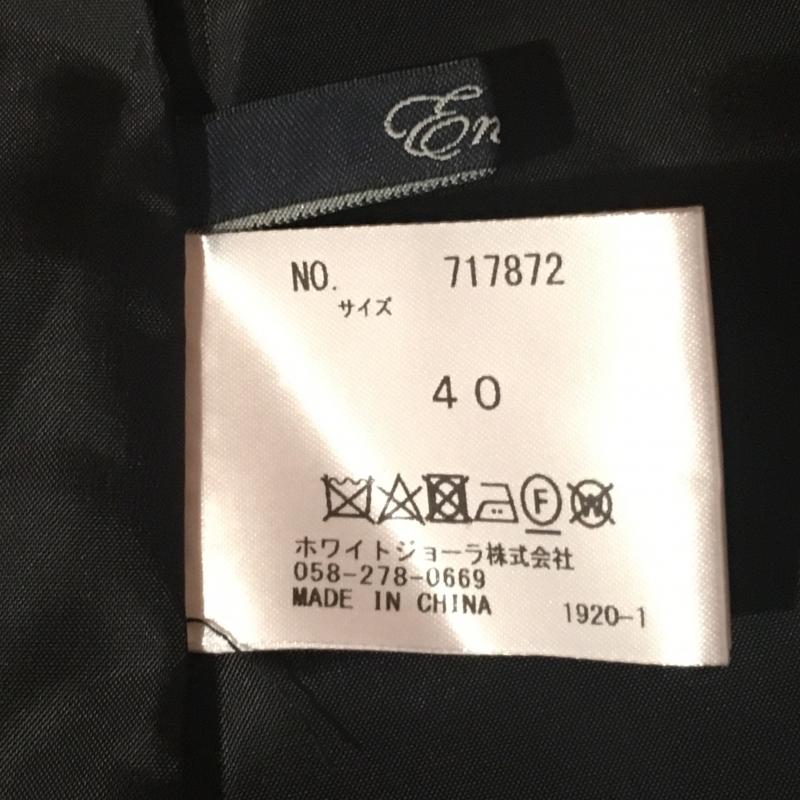 En
NO. 717872
サイズ
40
F W
ホワイトジョーラ株式会社
058-278-0669
MADE IN CHINA 1920-1